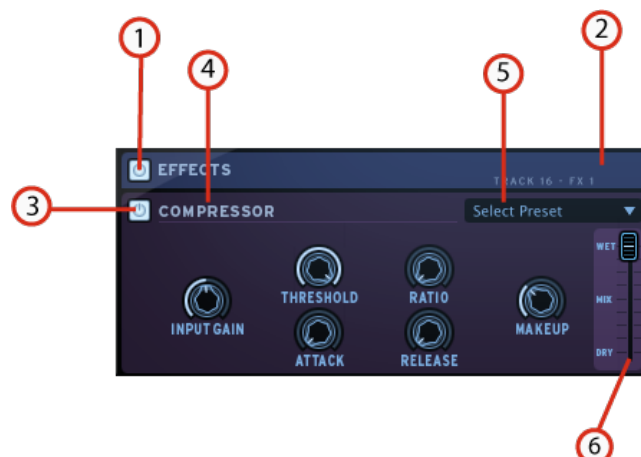 1
2
4
5
EFFECTS
TRACK 16 - FX 1
3
COMPRESSOR
Select Preset
WET
THRESHOLD
RATIO
MIX
INPUT GAIN
MAKEUP
ATTACK
RELEASE
DRY
6